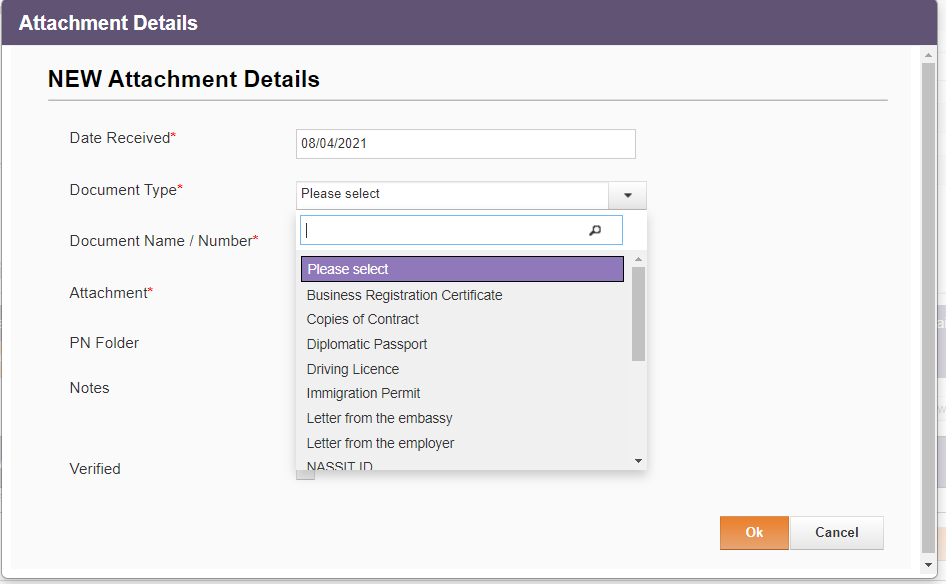 Attachment Details
NEW Attachment Details
Date Received*
08/04/2021
Document Type*
Please select
Document Name / Number*
Please select
Business Registration Certificate
Attachment*
Copies of Contract
PN Folder
Diplomatic Passport
Driving Licence
Notes
Immigration Permit
Letter from the embassy
Letter from the employer
Verified
NASSIT ID
Ok
Cancel